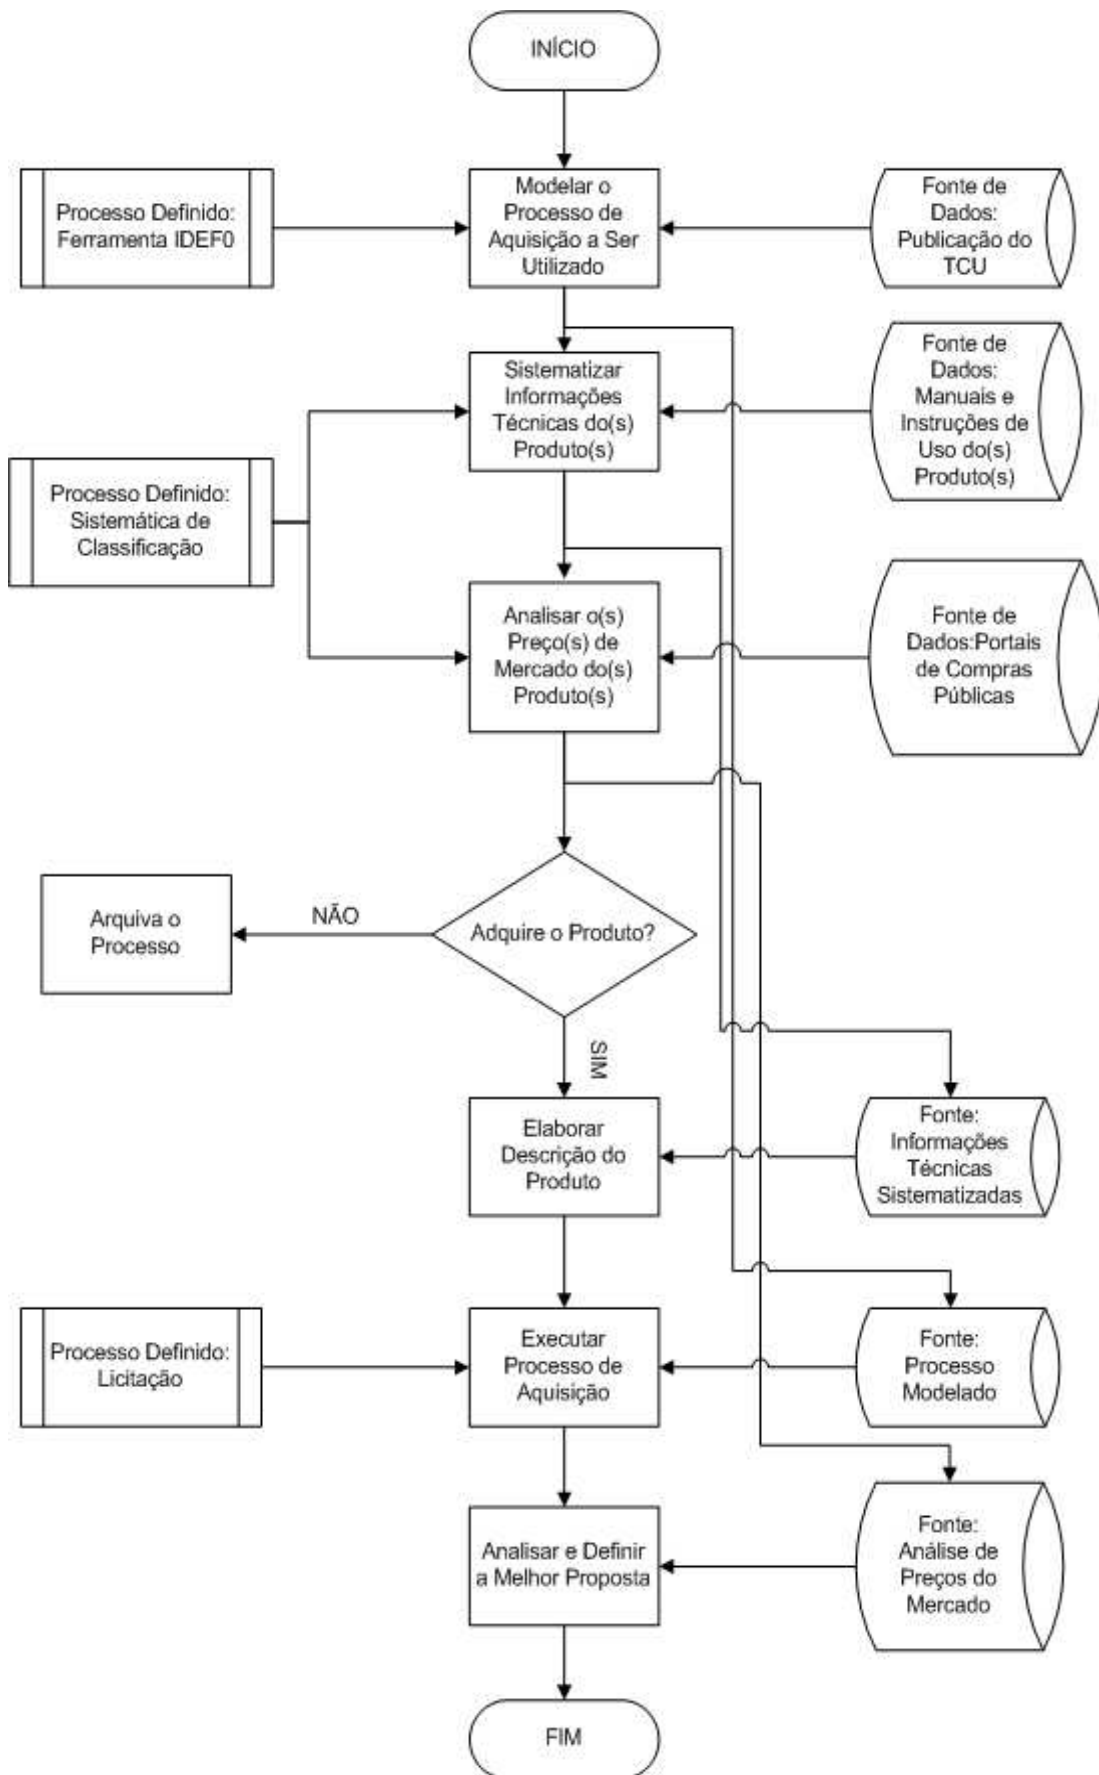 INÍCIO
Processo Definido:
Ferramenta IDEF0
Modelar o
Processo de
Aquisição a Ser
Utilizado
Fonte de
Dados:
Publicação do
TCU
Sistematizar
Informações
Técnicas do(s)
Produto(s)
Fonte de
Dados:
Manuais e
Instruções de
Uso do(s)
Produto(s)
Processo Definido:
Sistemática de
Classificação
Analisar o(s)
Preço(s) de
Mercado do(s)
Produto(s)
Fonte de
Dados:Portais
de Compras
Públicas
Arquiva o
Processo
NÃO
Adquire o Produto?
SIM
Elaborar
Descrição do
Produto
Fonte:
Informações
Técnicas
Sistematizadas
Processo Definido:
Licitação
Executar
Processo de
Aquisição
Fonte:
Processo
Modelado
Analisar e Definir
a Melhor Proposta
Fonte:
Análise de
Preços do
Mercado
FIM